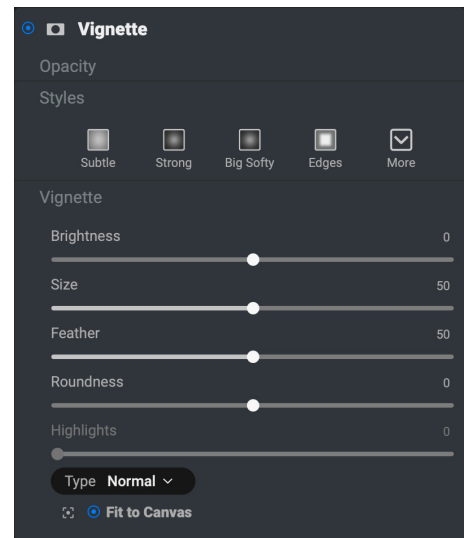 Vignette
Opacity
Styles
Subtle Strong Big Softy Edges More
Vignette
Brightness 0
Size 50
Feather 50
Roundness 0
Highlights 0
Type Normal
Fit to Canvas